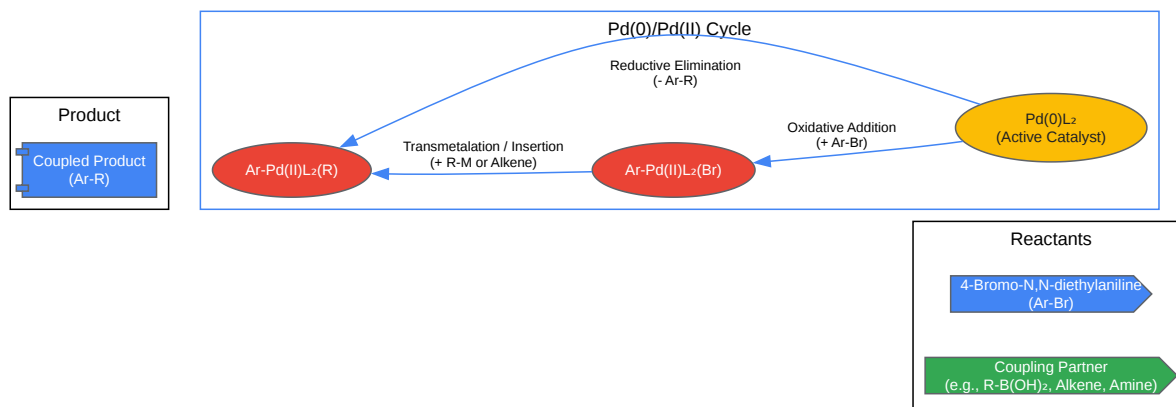 Pd(0)/Pd(II) Cycle
Reductive Elimination
(- Ar-R)
Product
Pd(0)L₂
(Active Catalyst)
Oxidative Addition
(+ Ar-Br)
Transmetalation / Insertion
(+ R-M or Alkene)
Coupled Product
(Ar-R)
Ar-Pd(II)L₂(R)
Ar-Pd(II)L₂(Br)
Reactants
4-Bromo-N,N-diethylaniline
(Ar-Br)
Coupling Partner
(e.g., R-B(OH)₂, Alkene, Amine)